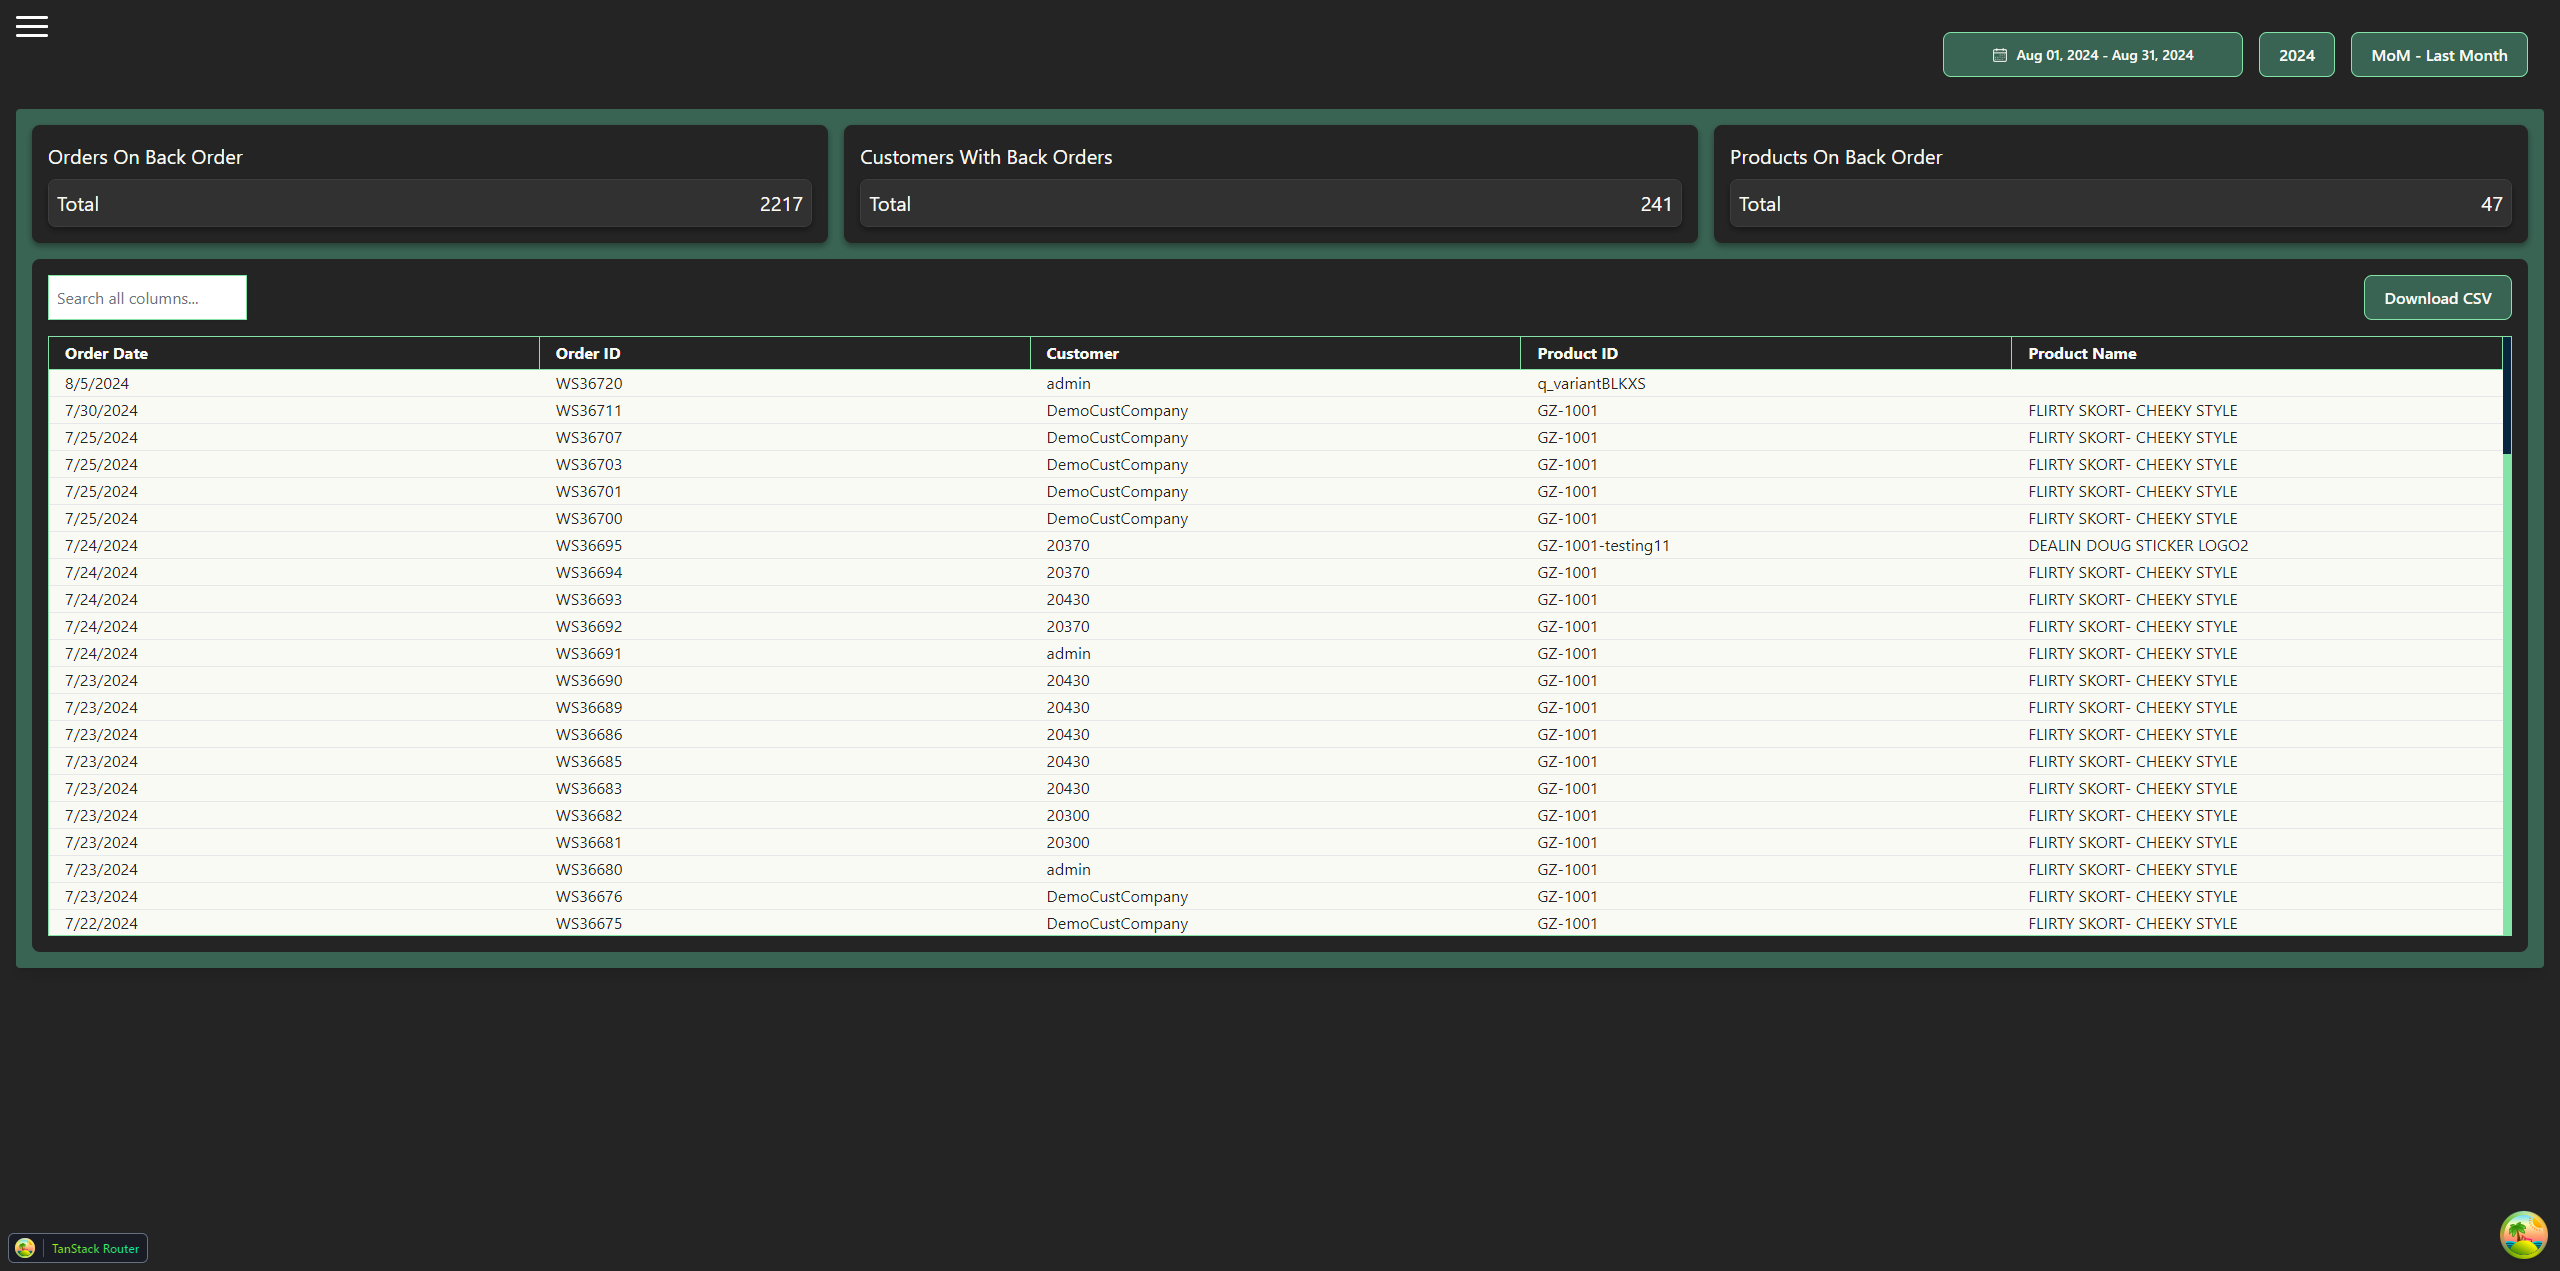 Aug 01, 2024 - Aug 31, 2024 2024 MoM - Last Month
Orders On Back Order
Total 2217
Customers With Back Orders
Total 241
Products On Back Order
Total 47
Search all columns... Download CSV
Order Date Order ID Customer Product ID Product Name
8/5/2024 WS36720 admin q_variantBLKXS
7/30/2024 WS36711 DemoCustCompany GZ-1001 FLIRTY SKORT- CHEEKY STYLE
7/25/2024 WS36707 DemoCustCompany GZ-1001 FLIRTY SKORT- CHEEKY STYLE
7/25/2024 WS36703 DemoCustCompany GZ-1001 FLIRTY SKORT- CHEEKY STYLE
7/25/2024 WS36701 DemoCustCompany GZ-1001 FLIRTY SKORT- CHEEKY STYLE
7/25/2024 WS36700 DemoCustCompany GZ-1001 FLIRTY SKORT- CHEEKY STYLE
7/24/2024 WS36695 20370 GZ-1001-testing11 DEALIN DOUG STICKER LOGO2
7/24/2024 WS36694 20370 GZ-1001 FLIRTY SKORT- CHEEKY STYLE
7/24/2024 WS36693 20430 GZ-1001 FLIRTY SKORT- CHEEKY STYLE
7/24/2024 WS36692 20370 GZ-1001 FLIRTY SKORT- CHEEKY STYLE
7/24/2024 WS36691 admin GZ-1001 FLIRTY SKORT- CHEEKY STYLE
7/23/2024 WS36690 20430 GZ-1001 FLIRTY SKORT- CHEEKY STYLE
7/23/2024 WS36689 20430 GZ-1001 FLIRTY SKORT- CHEEKY STYLE
7/23/2024 WS36686 20430 GZ-1001 FLIRTY SKORT- CHEEKY STYLE
7/23/2024 WS36685 20430 GZ-1001 FLIRTY SKORT- CHEEKY STYLE
7/23/2024 WS36683 20430 GZ-1001 FLIRTY SKORT- CHEEKY STYLE
7/23/2024 WS36682 20300 GZ-1001 FLIRTY SKORT- CHEEKY STYLE
7/23/2024 WS36681 20300 GZ-1001 FLIRTY SKORT- CHEEKY STYLE
7/23/2024 WS36680 admin GZ-1001 FLIRTY SKORT- CHEEKY STYLE
7/23/2024 WS36676 DemoCustCompany GZ-1001 FLIRTY SKORT- CHEEKY STYLE
7/22/2024 WS36675 DemoCustCompany GZ-1001 FLIRTY SKORT- CHEEKY STYLE
TanStack Router